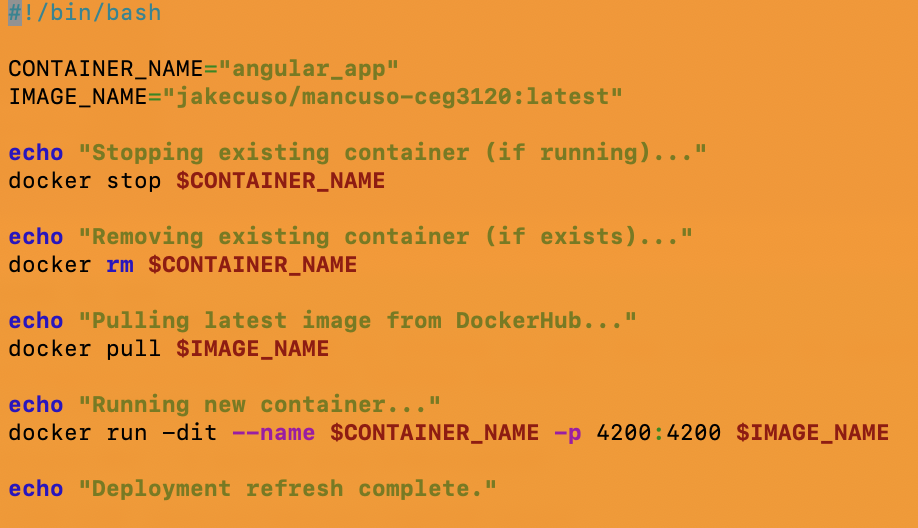 #!/bin/bash
CONTAINER_NAME="angular_app"
IMAGE_NAME="jakecuso/mancuso-ceg3120:latest"
echo "Stopping existing container (if running)..."
docker stop $CONTAINER_NAME
echo "Removing existing container (if exists)..."
docker rm $CONTAINER_NAME
echo "Pulling latest image from DockerHub..."
docker pull $IMAGE_NAME
echo "Running new container..."
docker run -dit --name $CONTAINER_NAME -p 4200:4200 $IMAGE_NAME
echo "Deployment refresh complete."